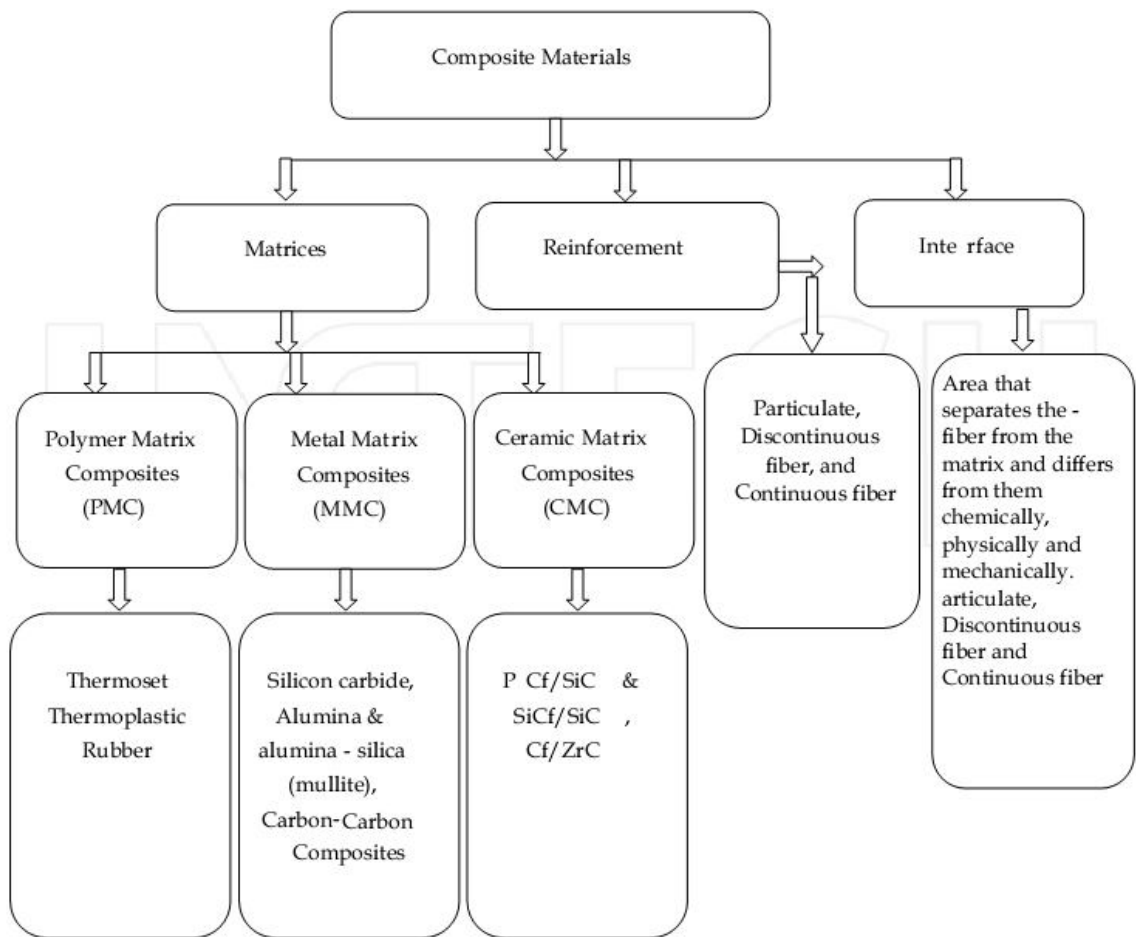 Composite Materials
Matrices
Reinforcement
Inte rface
Polymer Matrix
Composites
(PMC)
Metal Matrix
Composites
(MMC)
Ceramic Matrix
Composites
(CMC)
Particulate,
Discontinuous
fiber, and
Continuous fiber
Area that
separates the -
fiber from the
matrix and differs
from them
chemically,
physically and
mechanically.
articulate,
Discontinuous
fiber and
Continuous fiber
Thermoset
Thermoplastic
Rubber
Silicon carbide,
Alumina &
alumina - silica
(mullite),
Carbon-Carbon
Composites
P Cf/SiC &
SiCf/SiC ,
Cf/ZrC
INTECH